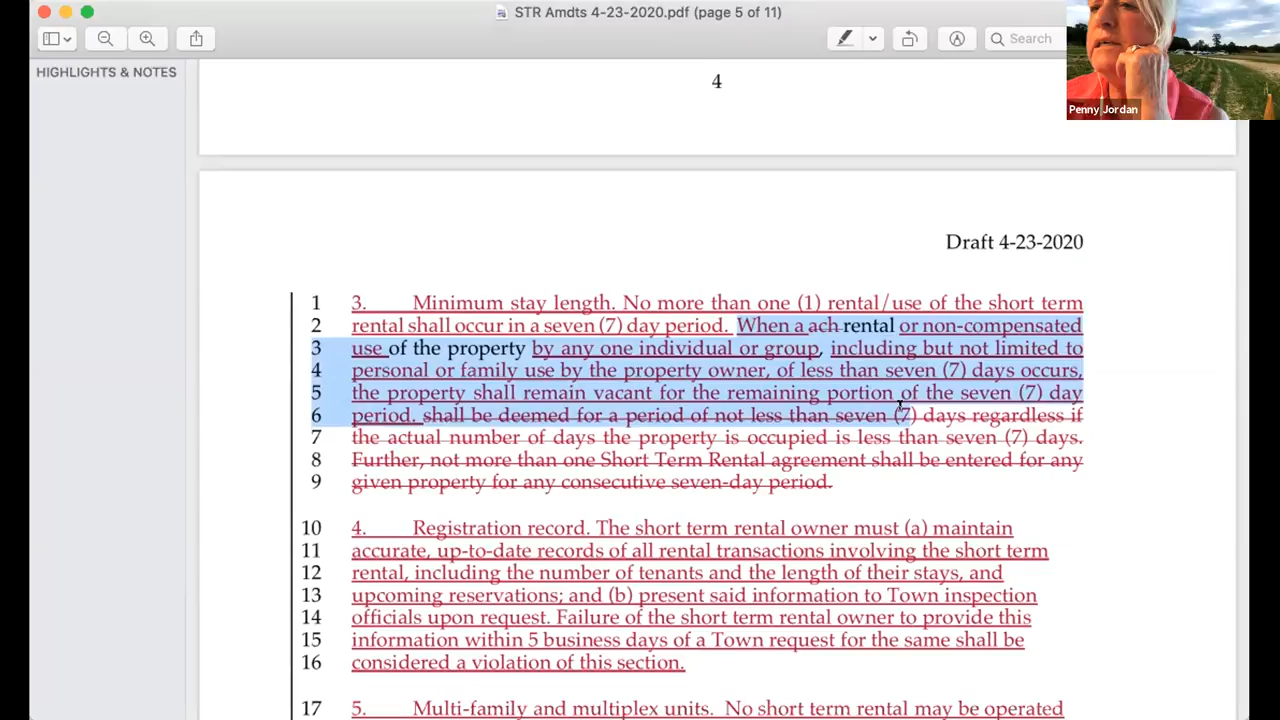 STR Amdts 4-23-2020.pdf (page 5 of 11)
Search
HIGHLIGHTS & NOTES
Penny Jordan
4
Draft 4-23-2020
1 3. Minimum stay length. No more than one (1) rental/use of the short term
2 rental shall occur in a seven (7) day period. When a ach rental or non-compensated
3 use of the property by any one individual or group, including but not limited to
4 personal or family use by the property owner, of less than seven (7) days occurs,
5 the property shall remain vacant for the remaining portion of the seven (7) day
6 period. shall be deemed for a period of not less than seven (7) days regardless if
7 the actual number of days the property is occupied is less than seven (7) days.
8 Further, not more than one Short Term Rental agreement shall be entered for any
9 given property for any consecutive seven-day period.
10 4. Registration record. The short term rental owner must (a) maintain
11 accurate, up-to-date records of all rental transactions involving the short term
12 rental, including the number of tenants and the length of their stays, and
13 upcoming reservations; and (b) present said information to Town inspection
14 officials upon request. Failure of the short term rental owner to provide this
15 information within 5 business days of a Town request for the same shall be
16 considered a violation of this section.
17 5. Multi-family and multiplex units. No short term rental may be operated